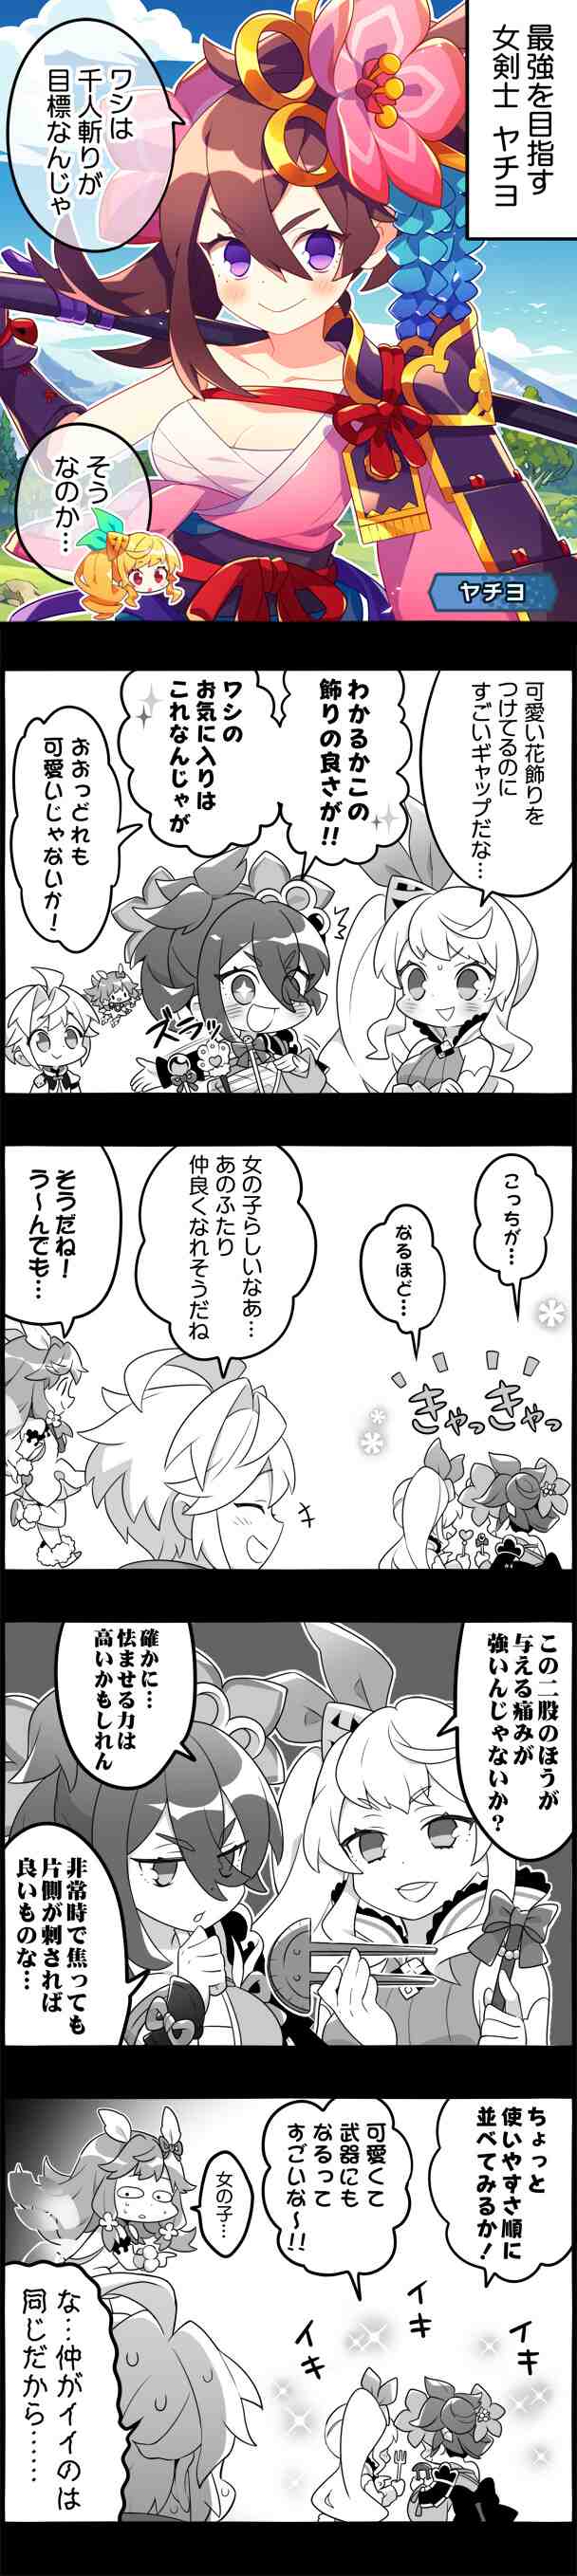 最強を目指す
女剣士 ヤチヨ
ワシは
千人斬りが
目標なんじゃ
そう
なのか…
ヤチヨ
可愛い花飾りを
つけてるのに
すごいギャップだな…
わかるかこの
飾りの良さが!!
ワシの
お気に入りは
これなんじゃが
おおっどれも
可愛いじゃないか!
ズラッ
こっちが…
なるほど…
きゃっきゃっ
女の子らしいなあ…
あのふたり
仲良くなれそうだね
そうだね!
う〜んでも…
この二股のほうが
与える痛みが
強いんじゃないか?
確かに…
怯ませる力は
高いかもしれん
非常時で焦っても
片側が刺されば
良いものな…
ちょっと
使いやすさ順に
並べてみるか!
可愛くて
武器にも
なるって
すごいな〜!!
女の子…
イキ
イキ
イキ
な…仲がイイのは
同じだから……